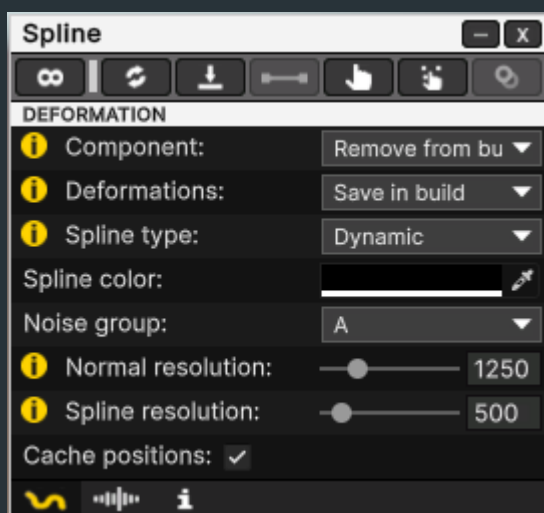 Spline
DEFORMATION
Component: Remove from bu
Deformations: Save in build
Spline type: Dynamic
Spline color:
Noise group: A
Normal resolution: 1250
Spline resolution: 500
Cache positions: